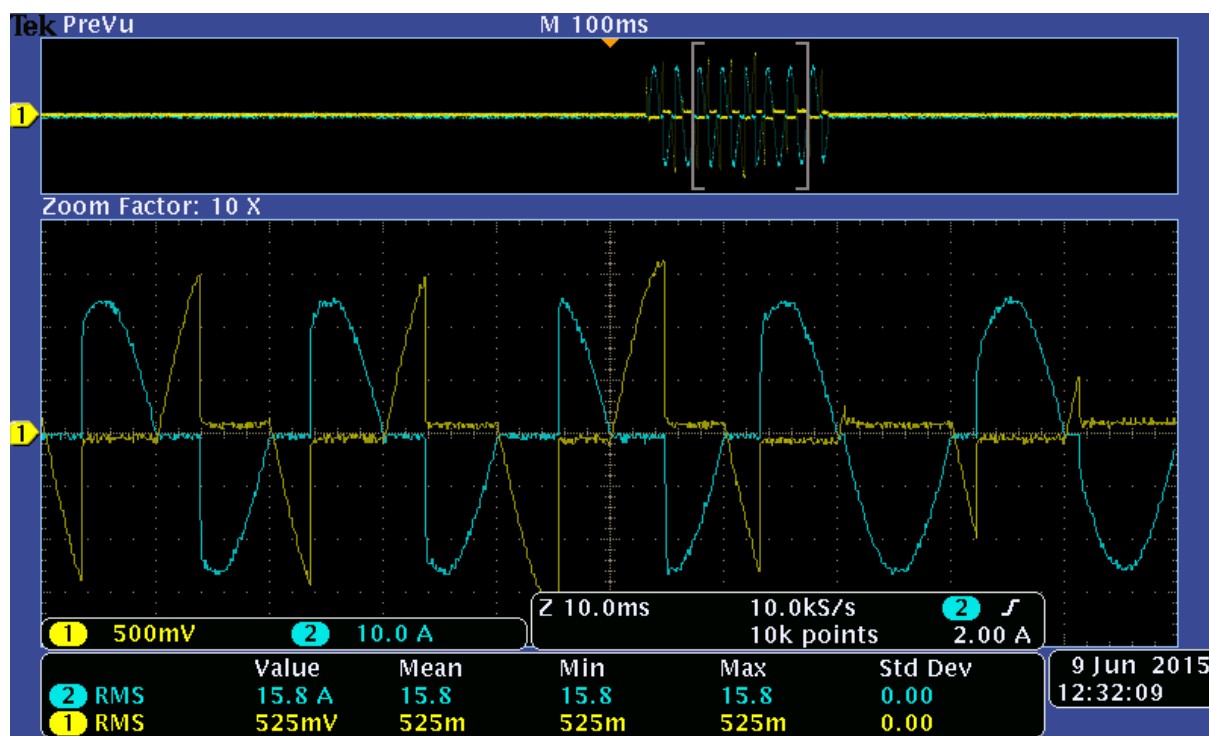 Tek PreVu M 100ms
1
Zoom Factor: 10 X
1
Z 10.0ms 10.0kS/s 2
1 500mV 2 10.0 A 10k points 2.00 A
Value Mean Min Max Std Dev
2 RMS 15.8 A 15.8 15.8 15.8 0.00
1 RMS 525mV 525m 525m 525m 0.00
9 Jun 2015
12:32:09